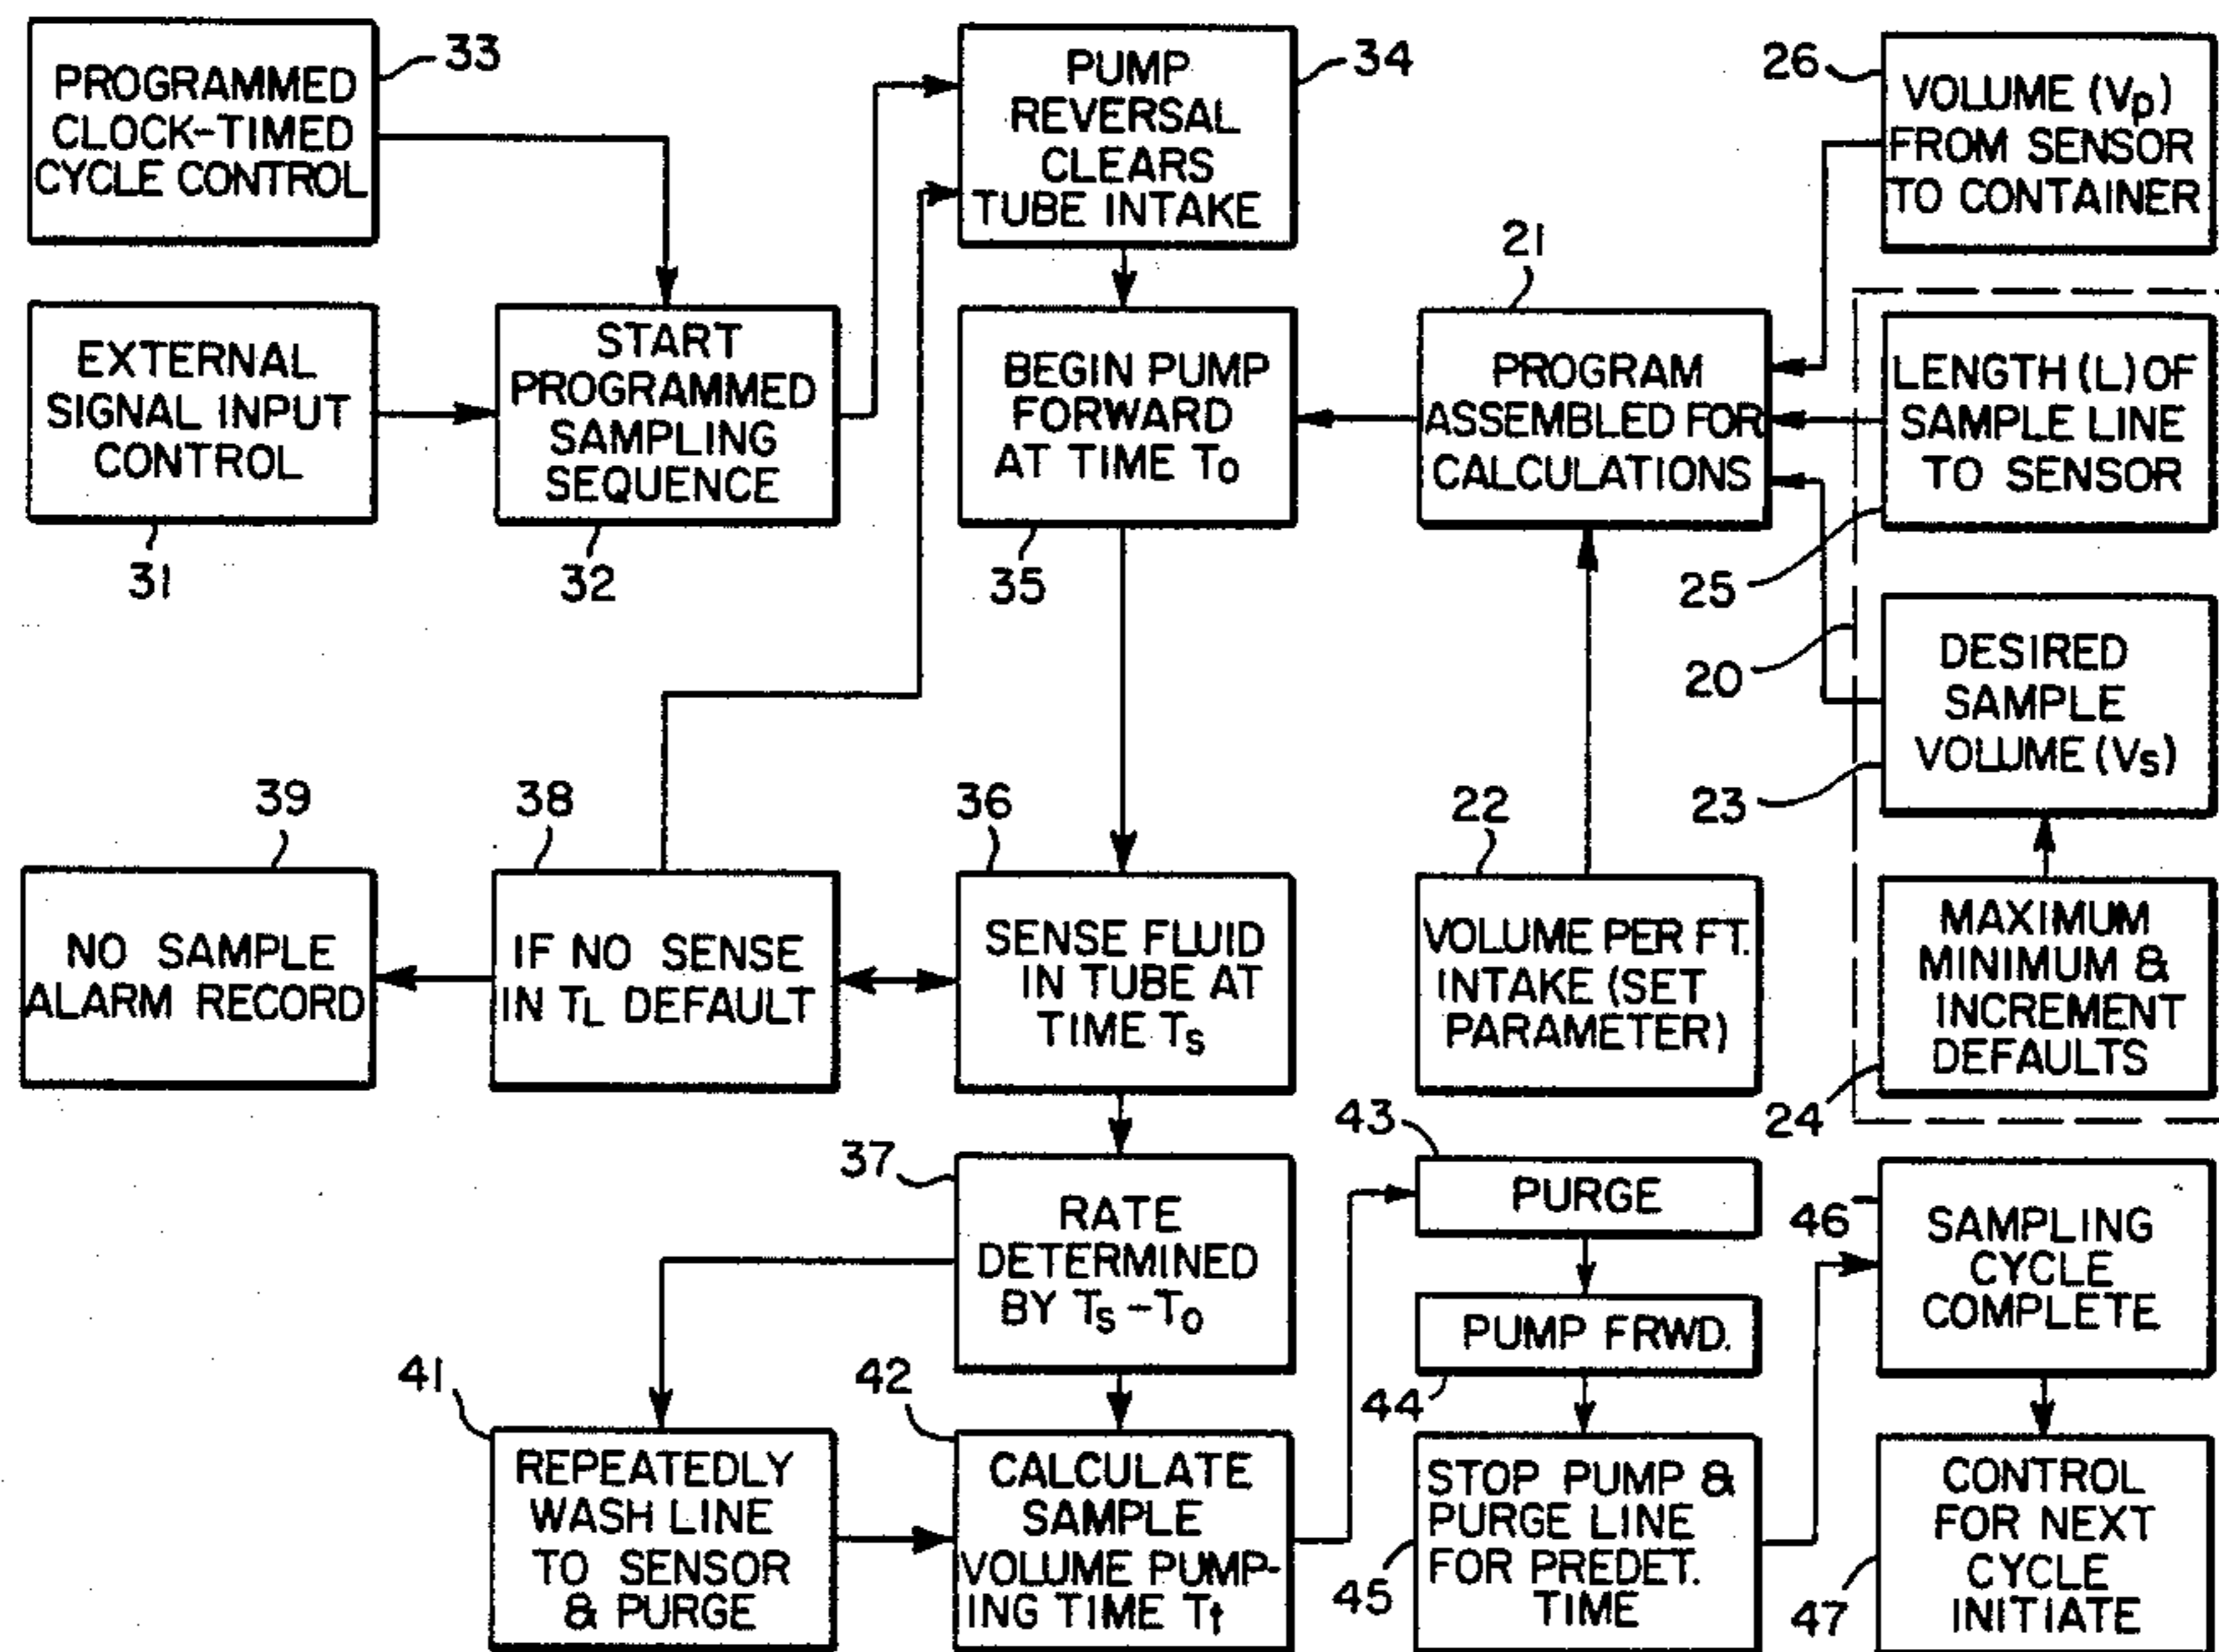 33
PROGRAMMED
CLOCK-TIMED
CYCLE CONTROL
34
PUMP
REVERSAL
CLEARS
TUBE INTAKE
26
VOLUME (Vp)
FROM SENSOR
TO CONTAINER
31
EXTERNAL
SIGNAL INPUT
CONTROL
32
START
PROGRAMMED
SAMPLING
SEQUENCE
35
BEGIN PUMP
FORWARD
AT TIME To
21
PROGRAM
ASSEMBLED FOR
CALCULATIONS
25
LENGTH (L) OF
SAMPLE LINE
TO SENSOR
20
23
DESIRED
SAMPLE
VOLUME (Vs)
39
NO SAMPLE
ALARM RECORD
38
IF NO SENSE
IN TL DEFAULT
36
SENSE FLUID
IN TUBE AT
TIME Ts
22
VOLUME PER FT.
INTAKE (SET
PARAMETER)
24
MAXIMUM
MINIMUM &
INCREMENT
DEFAULTS
37
RATE
DETERMINED
BY Ts-To
43
PURGE
44
PUMP FRWD.
46
SAMPLING
CYCLE
COMPLETE
41
REPEATEDLY
WASH LINE
TO SENSOR
& PURGE
42
CALCULATE
SAMPLE
VOLUME PUMP-
ING TIME Tt
45
STOP PUMP &
PURGE LINE
FOR PREDET.
TIME
47
CONTROL
FOR NEXT
CYCLE
INITIATE